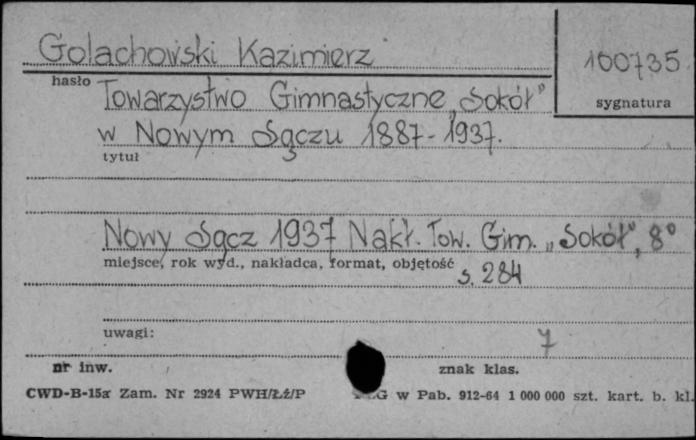 Golachowski Kazimierz
100735
hasło
Towarzystwo Gimnastyczne „Sokół"
sygnatura
w Nowym Sączu 1887-1937.
tytuł
Nowy Sącz 1937 Nakł. Tow. Gim. „Sokół", 8°
miejsce, rok wyd., nakładca, format, objętość
s. 284
uwagi:
7
nr inw.
znak klas.
CWD-B-15a Zam. Nr 2924 PWH/Łź/P
G w Pab. 912-64 1 000 000 szt. kart. b. kl.